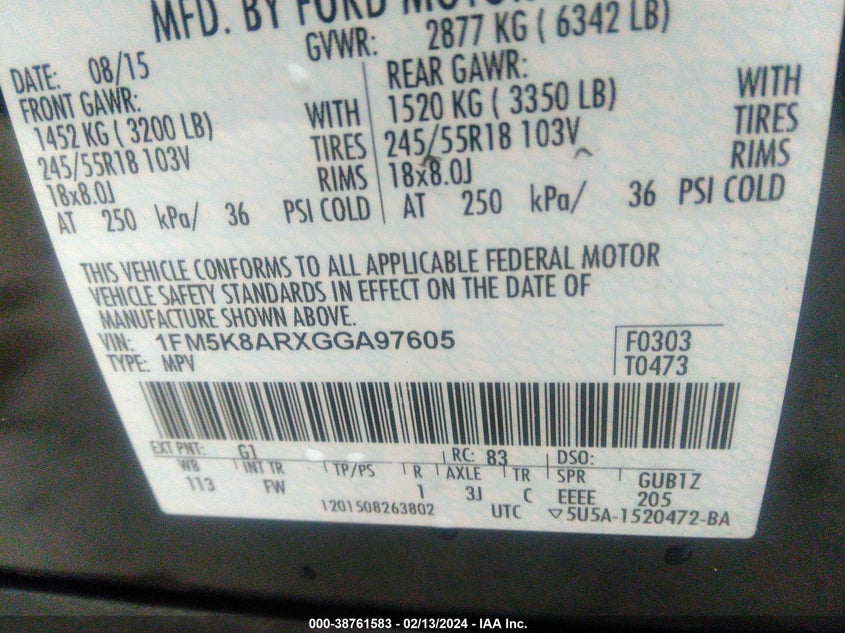 MFD. BY FORD MOTOR
GVWR: 2877 KG ( 6342 LB)
DATE: 08/15
FRONT GAWR:
1452 KG ( 3200 LB) WITH
245/55R18 103V TIRES
18x8.0J RIMS
AT 250 kPa/ 36 PSI COLD
REAR GAWR: WITH
1520 KG ( 3350 LB) TIRES
245/55R18 103V RIMS
18x8.0J
AT 250 kPa/ 36 PSI COLD
THIS VEHICLE CONFORMS TO ALL APPLICABLE FEDERAL MOTOR
VEHICLE SAFETY STANDARDS IN EFFECT ON THE DATE OF
MANUFACTURE SHOWN ABOVE.
VIN: 1FM5K8ARXGGA97605 F0303
TYPE: MPV T0473
EXT PNT: G1 RC: 83 DSO:
WB INT TR TP/PS R AXLE TR SPR GUB1Z
113 FW 1 3J C EEEE 205
1201508263802 UTC ▽5U5A-1520472-BA
000-38761583 - 02/13/2024 - IAA Inc.